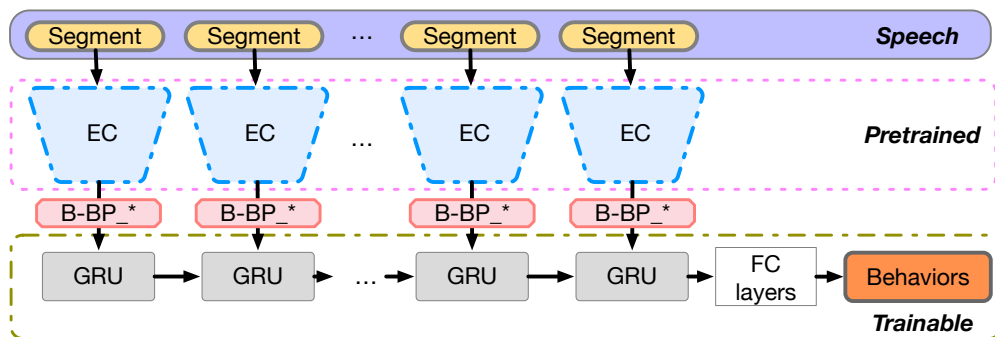 Segment Segment ... Segment Segment Speech
EC EC ... EC EC Pretrained
B-BP_* B-BP_* B-BP_* B-BP_*
GRU GRU ... GRU GRU FC layers Behaviors
Trainable